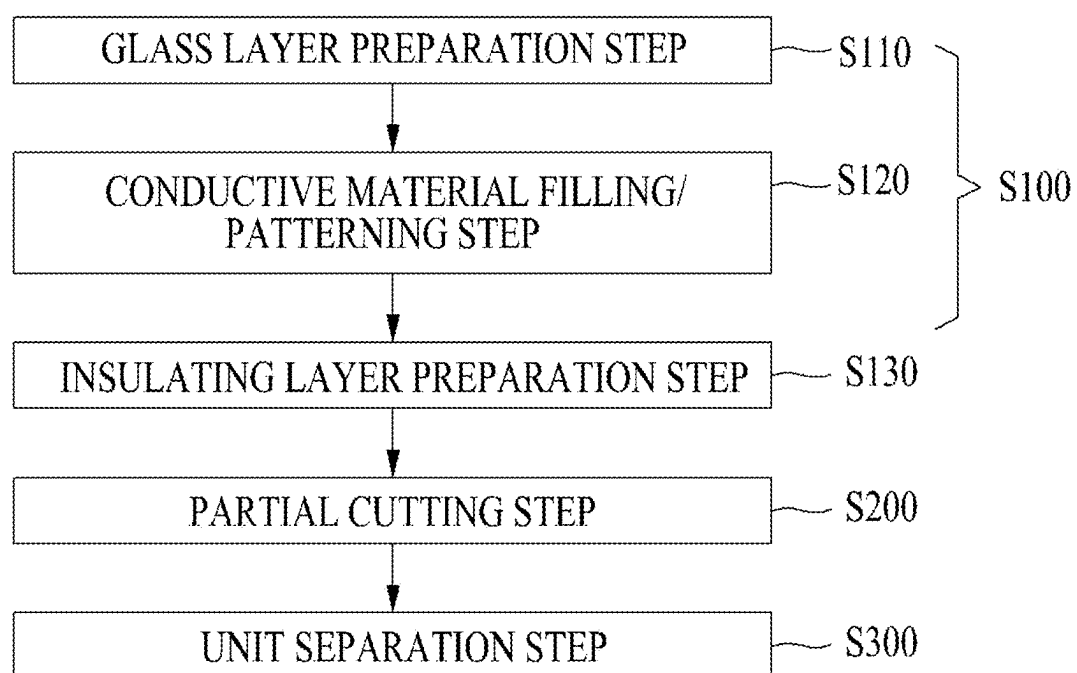 GLASS LAYER PREPARATION STEP S110
CONDUCTIVE MATERIAL FILLING/ S120
PATTERNING STEP
S100
INSULATING LAYER PREPARATION STEP S130
PARTIAL CUTTING STEP S200
UNIT SEPARATION STEP S300